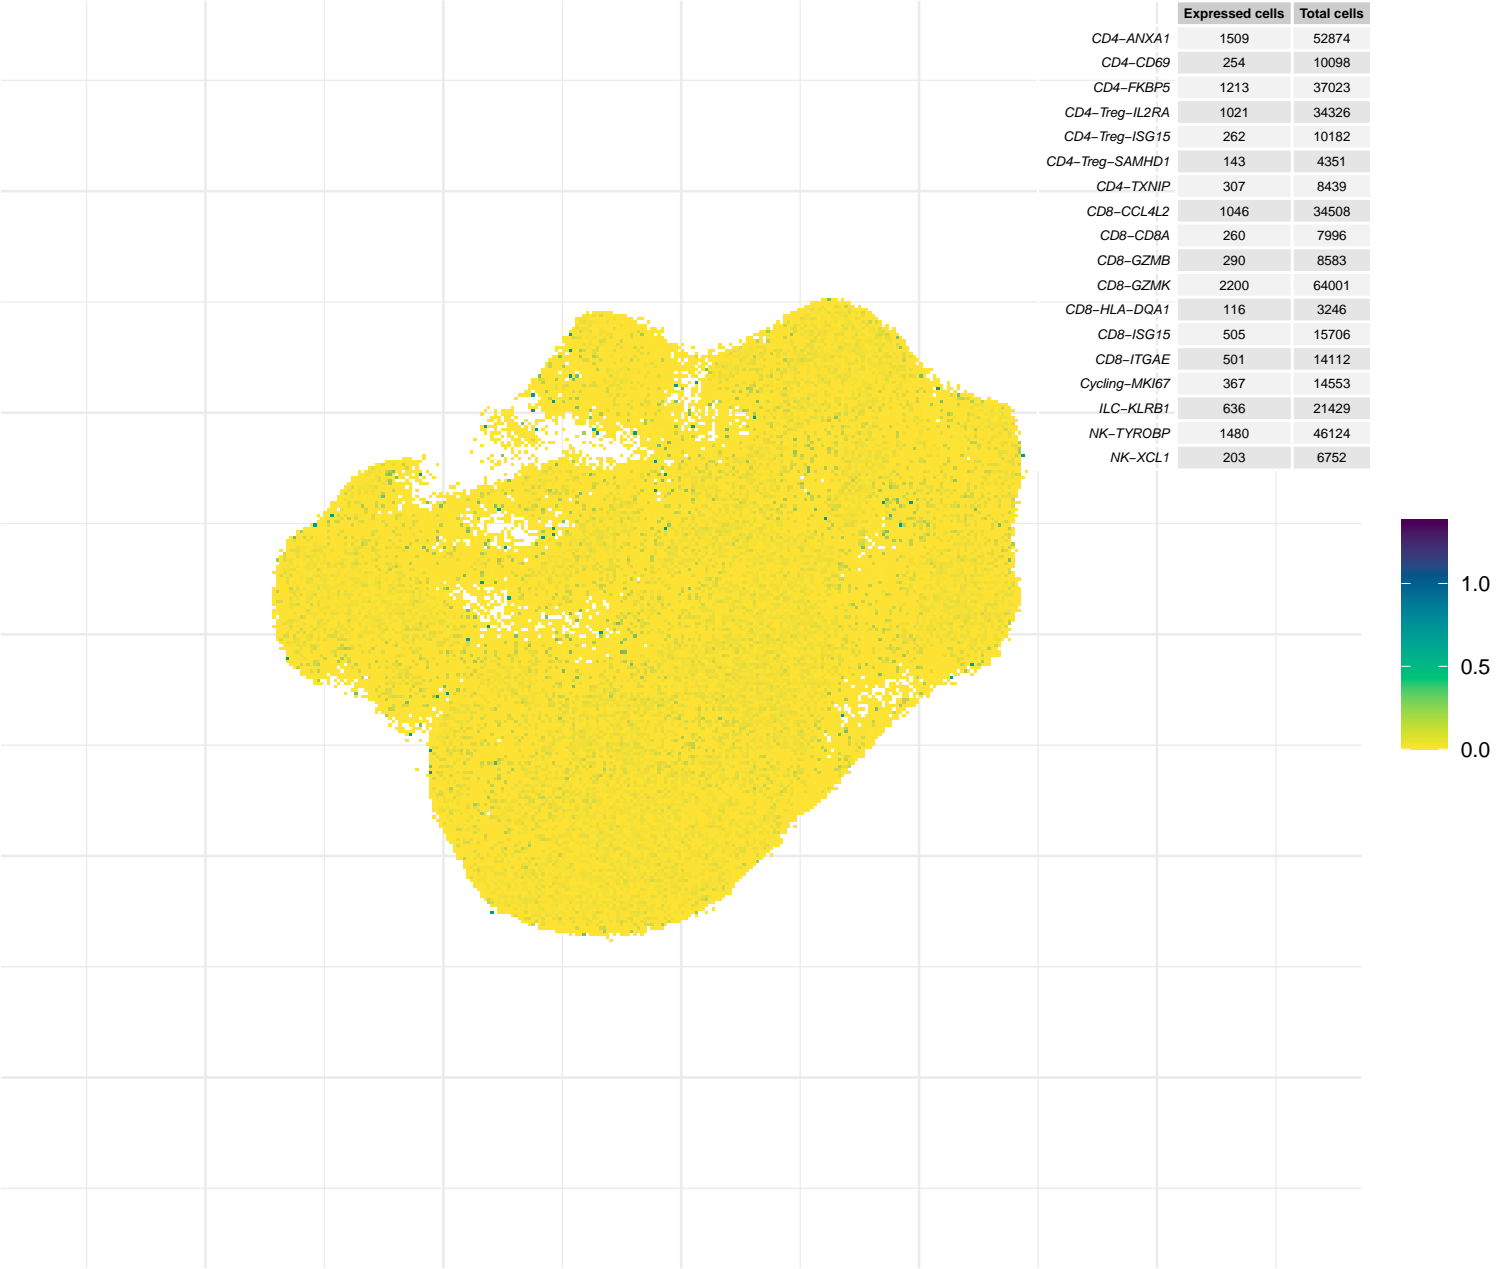 Expressed cells Total cells
CD4−ANXA1 1509 52874
CD4−CD69 254 10098
CD4−FKBP5 1213 37023
CD4−Treg−IL2RA 1021 34326
CD4−Treg−ISG15 262 10182
CD4−Treg−SAMHD1 143 4351
CD4−TXNIP 307 8439
CD8−CCL4L2 1046 34508
CD8−CD8A 260 7996
CD8−GZMB 290 8583
CD8−GZMK 2200 64001
CD8−HLA−DQA1 116 3246
CD8−ISG15 505 15706
CD8−ITGAE 501 14112
Cycling−MKI67 367 14553
ILC−KLRB1 636 21429
NK−TYROBP 1480 46124
NK−XCL1 203 6752
1.0
0.5
0.0